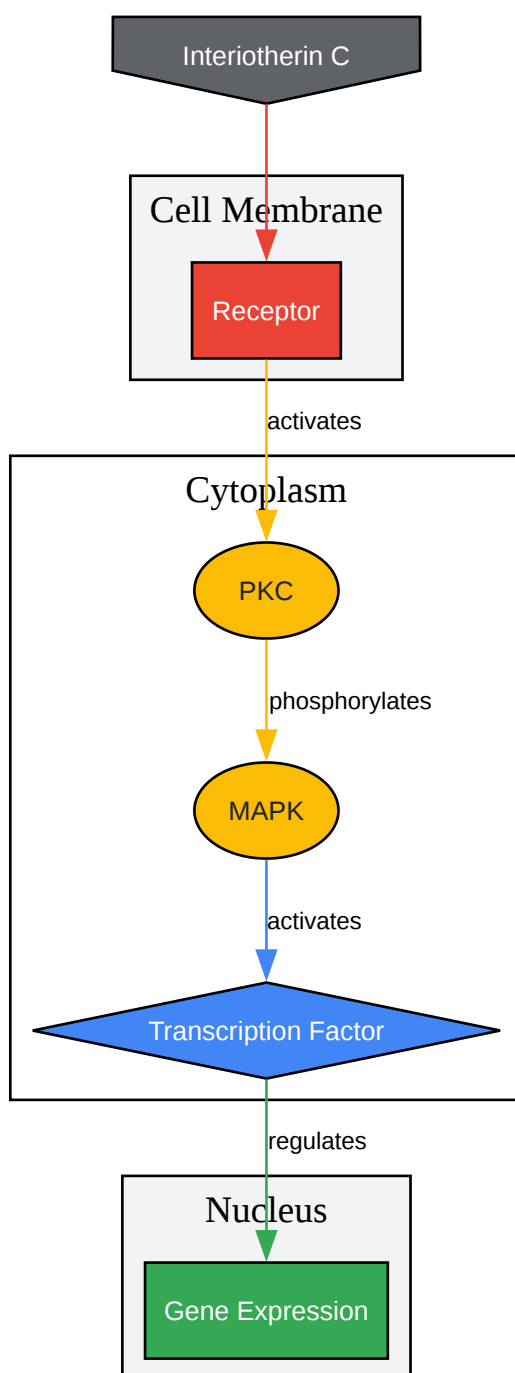 Interiotherin C
Cell Membrane
Receptor
activates
Cytoplasm
PKC
phosphorylates
MAPK
activates
Transcription Factor
regulates
Nucleus
Gene Expression